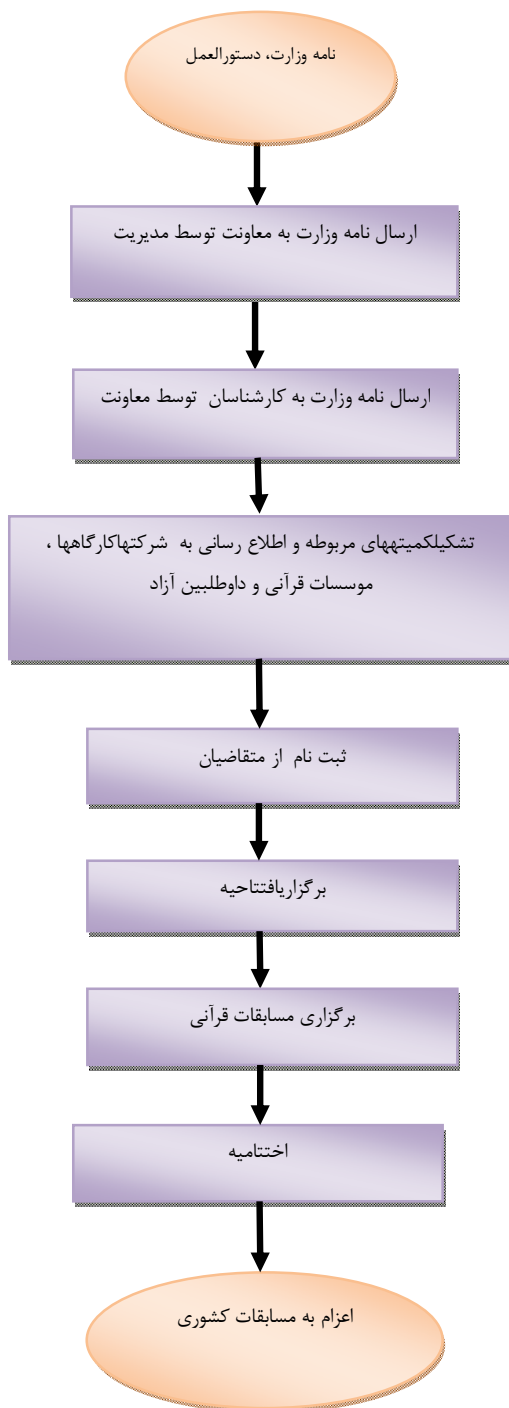 نامه وزارت، دستورالعمل
ارسال نامه وزارت به معاونت توسط مدیریت
ارسال نامه وزارت به کارشناسان توسط معاونت
تشکیلکمیتههای مربوطه و اطلاع رسانی به شرکتهاکارگاهها ،
موسسات قرآنی و داوطلبین آزاد
ثبت نام از متقاضیان
برگزاریافتتاحیه
برگزاری مسابقات قرآنی
اختتامیه
اعزام به مسابقات کشوری